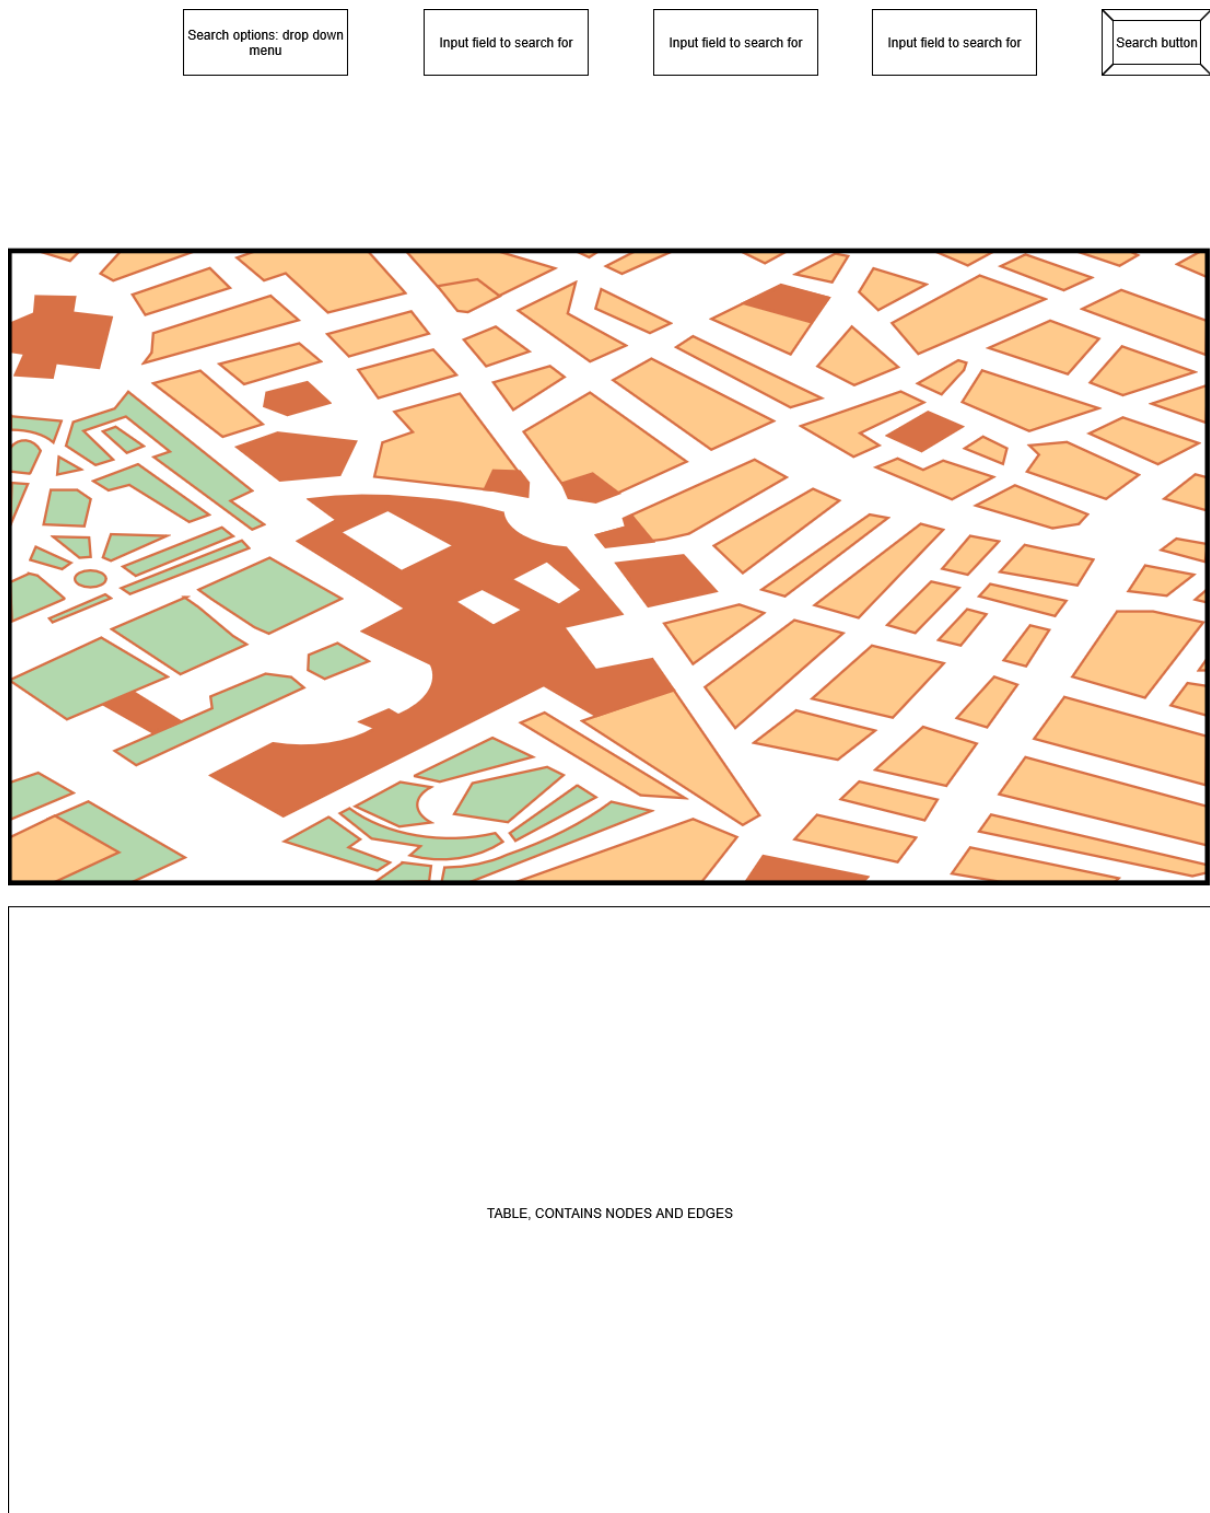 Search options: drop down
menu
Input field to search for
Input field to search for
Input field to search for
Search button
TABLE, CONTAINS NODES AND EDGES